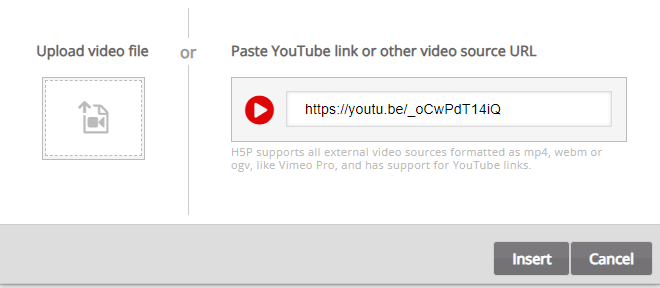 Upload video file
or
Paste YouTube link or other video source URL
https://youtu.be/_oCwPdT14iQ
H5P supports all external video sources formatted as mp4, webm or
ogv, like Vimeo Pro, and has support for YouTube links.
Insert
Cancel